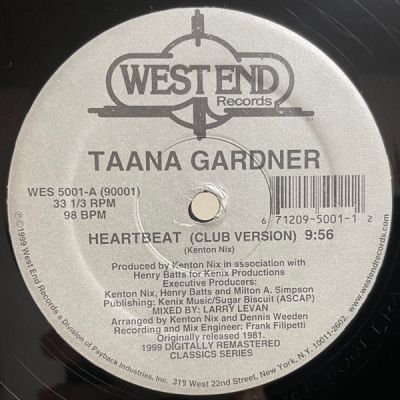 WEST END
Records
TM
TAANA GARDNER
WES 5001-A (90001)
33 1/3 RPM
98 BPM
6 71209-5001-1 2
HEARTBEAT (CLUB VERSION) 9:56
(Kenton Nix)
Produced by Kenton Nix in association with
Henry Batts for Kenix Productions
Executive Producers:
Kenton Nix, Henry Batts and Milton A. Simpson
Publishing: Kenix Music/Sugar Biscuit (ASCAP)
MIXED BY: LARRY LEVAN
Arranged by Kenton Nix and Dennis Weeden
Recording and Mix Engineer: Frank Filipetti
Originally released 1981.
1999 DIGITALLY REMASTERED
CLASSICS SERIES
℗©1999 West End Records a Division of Payback Industries, Inc. 319 West 22nd Street, New York, N.Y. 10011-2602. www.westendrecords.com